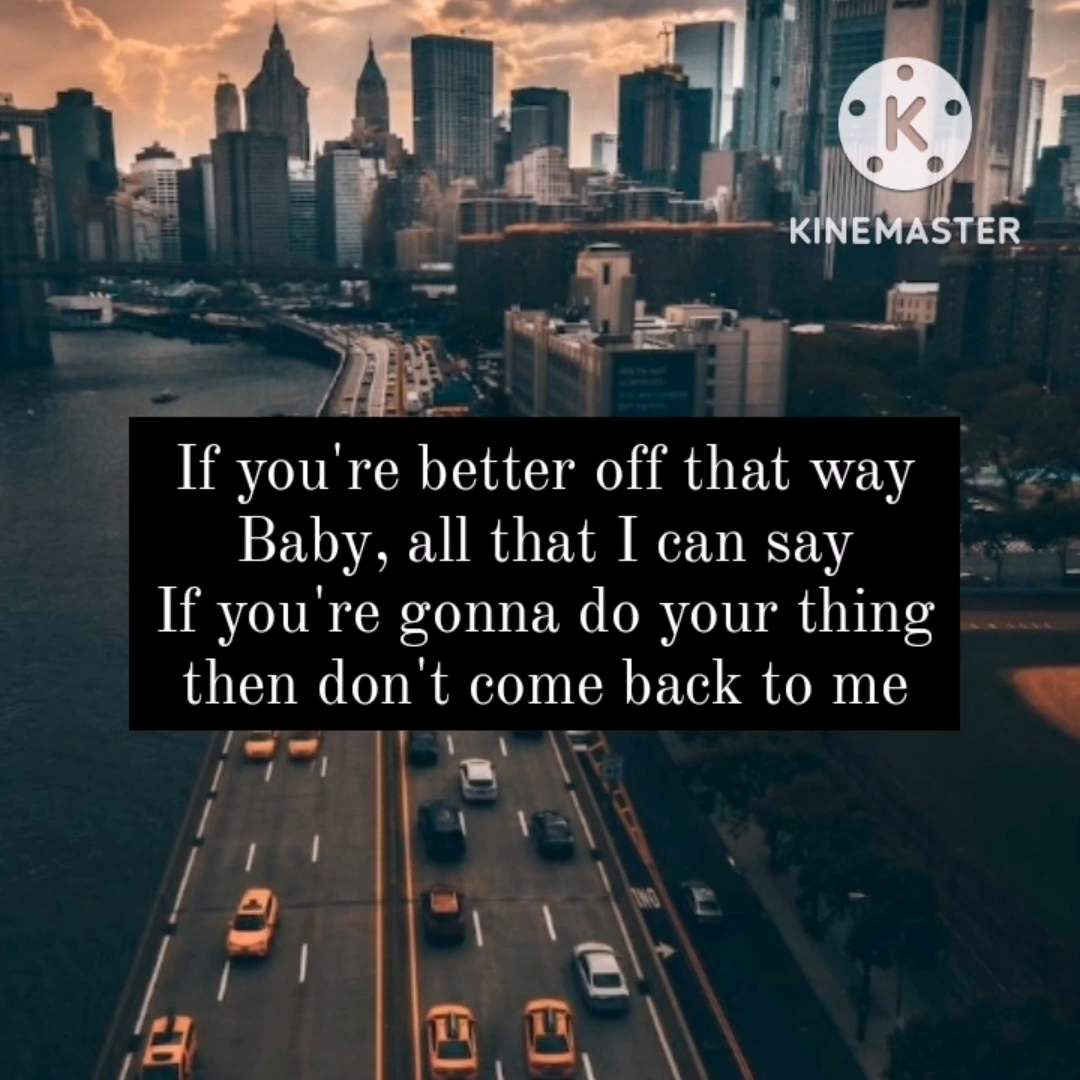 K
KINEMASTER
If you're better off that way
Baby, all that I can say
If you're gonna do your thing
then don't come back to me